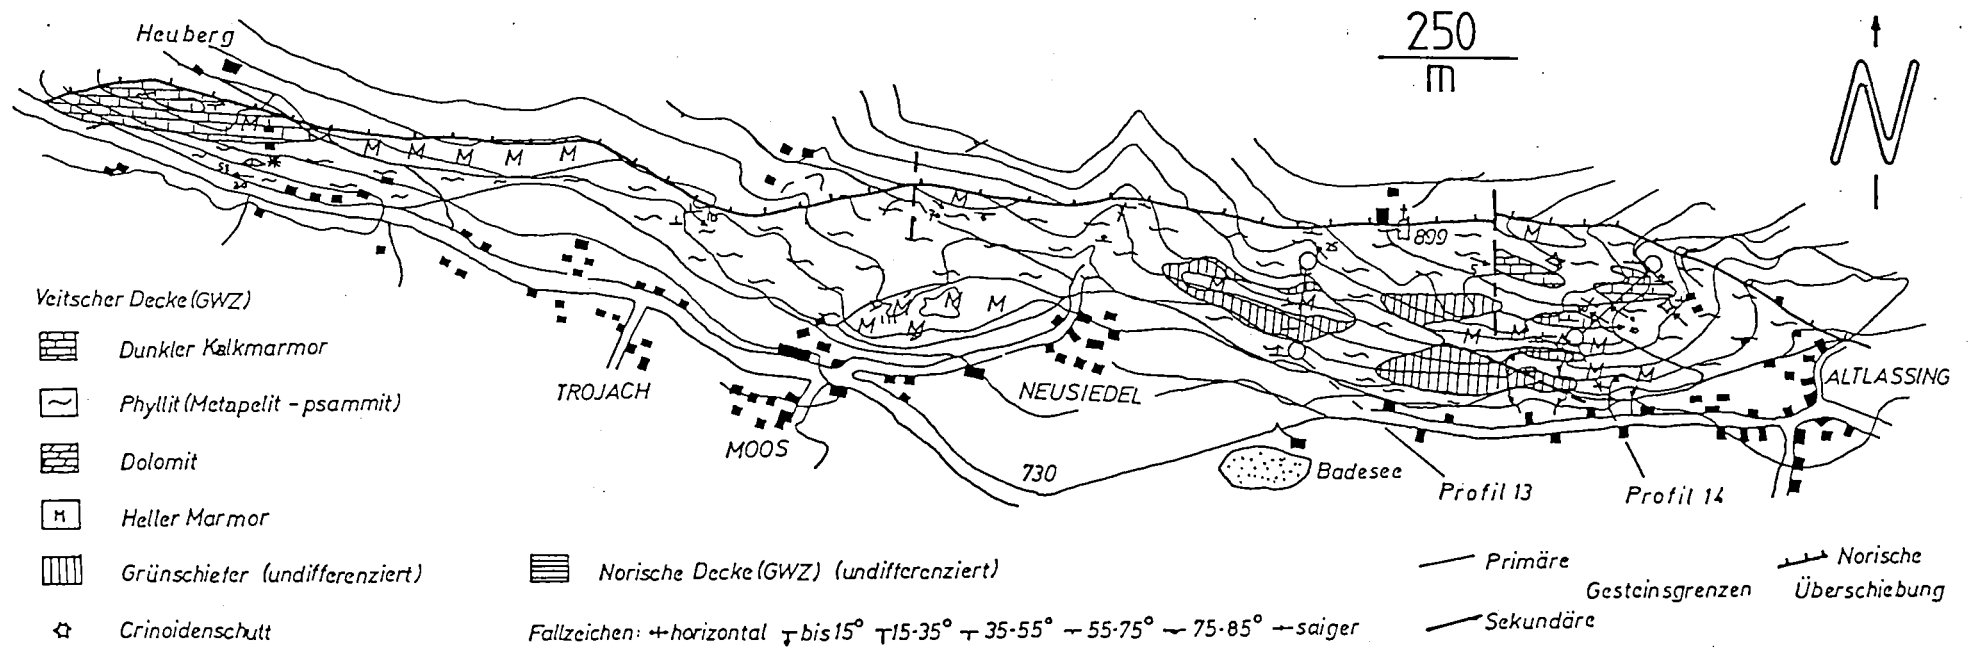 Heuberg
250
m
N
899
Veitscher Decke (GWZ)
Dunkler Kalkmarmor
Phyllit (Metapelit - psammit)
Dolomit
M Heller Marmor
Grünschiefer (undifferenziert)
Crinoidenschutt
TROJACH
MOOS
NEUSIEDEL
730
Badesee
ALTLASSING
Profil 13
Profil 14
Norische Decke (GWZ) (undifferenziert)
Fallzeichen: horizontal bis 15° 15-35° 35-55° 55-75° 75-85° saiger
Primäre
Gesteinsgrenzen
Sekundäre
Norische
Überschiebung